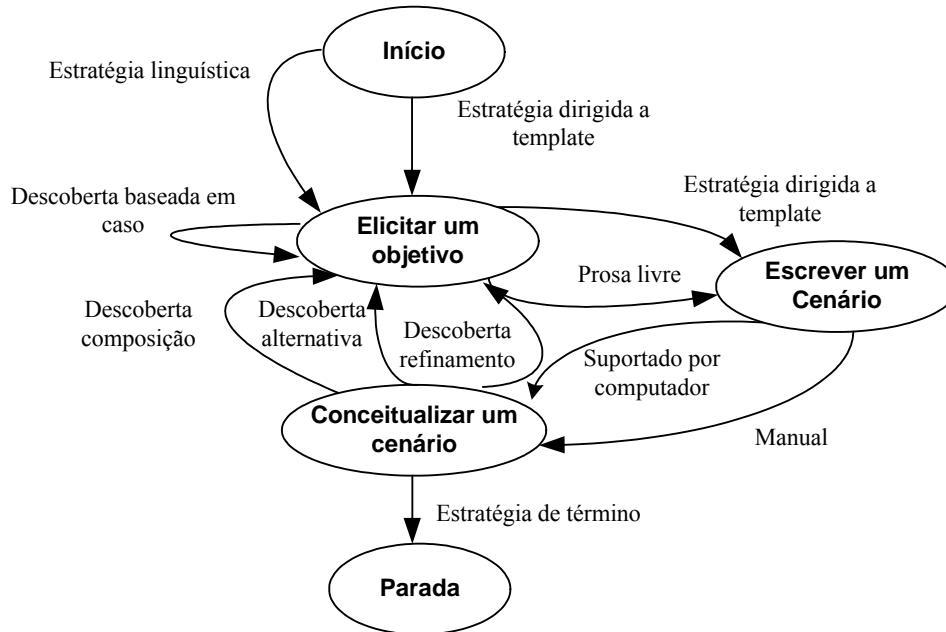 Início
Estratégia linguística
Estratégia dirigida a
template
Descoberta baseada em
caso
Elicitar um
objetivo
Estratégia dirigida a
template
Escrever um
Cenário
Prosa livre
Descoberta
composição
Descoberta
alternativa
Descoberta
refinamento
Suportado por
computador
Conceitualizar um
cenário
Manual
Estratégia de término
Parada